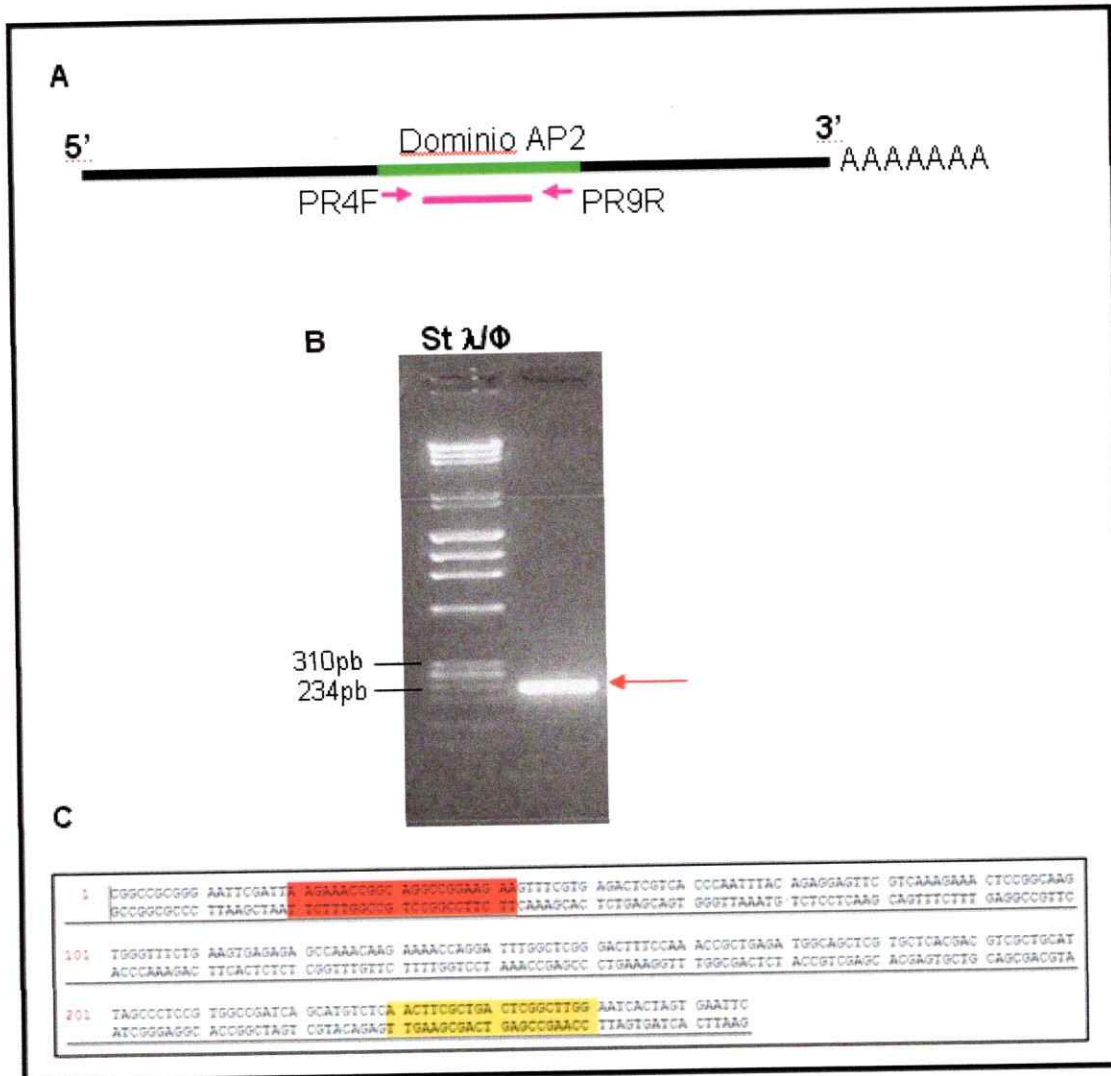 A
5' Dominio AP2 3' AAAAAAA
PR4F PR9R
B St λ/Φ
310pb
234pb
C
1 CGGCCGCGGG AATTCGATTA AGAAACCGGC AGGCCGGAAG AAGTTTCGTG AGACTCGTCA CCCAATTTAC AGAGGAGTTC GTCAAAGAAA CTCCGGCAAG
GCCGGCGCCC TTAAGCTAAT TCTTTGGCCG TCCGGCCTTC TTCAAAGCAC TCTGAGCAGT GGGTTAAATG TCTCCTCAAG CAGTTTCTTT GAGGCCGTTC
101 TGGGTTTCTG AAGTGAGAGA GCCAAACAAG AAAACCAGGA TTTGGCTCGG GACTTTCCAA ACCGCTGAGA TGGCAGCTCG TGCTCACGAC GTCGCTGCAT
ACCCAAAGAC TTCACTCTCT CGGTTTGTTC TTTTGGTCCT AAACCGAGCC CTGAAAGGTT TGGCGACTCT ACCGTCGAGC ACGAGTGCTG CAGCGACGTA
201 TAGCCCTCCG TGGCCGATCA GCATGTCTCA ACTTCGCTGA CTCGGCTTGG AATCACTAGT GAATTC
ATCGGGAGGC ACCGGCTAGT CGTACAGAGT TGAAGCGACT GAGCCGAACC TTAGTGATCA CTTAAG